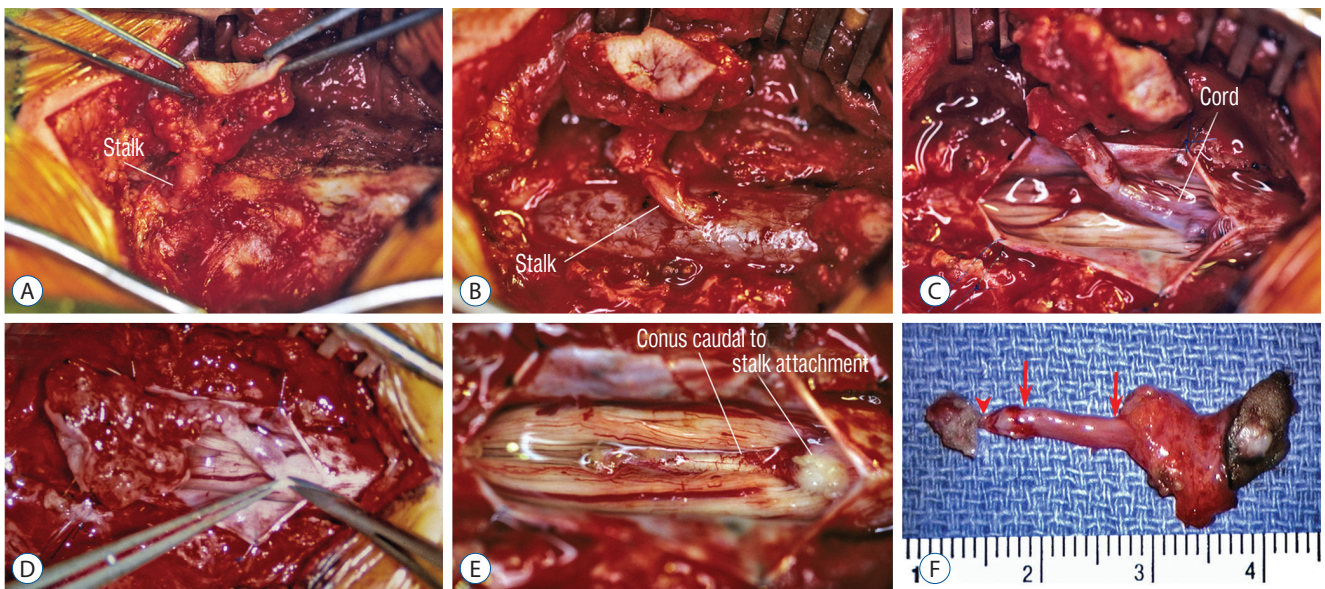 Stalk
A
Stalk
B
Cord
C
D
Conus caudal to
stalk attachment
E
1 2 3 4
F